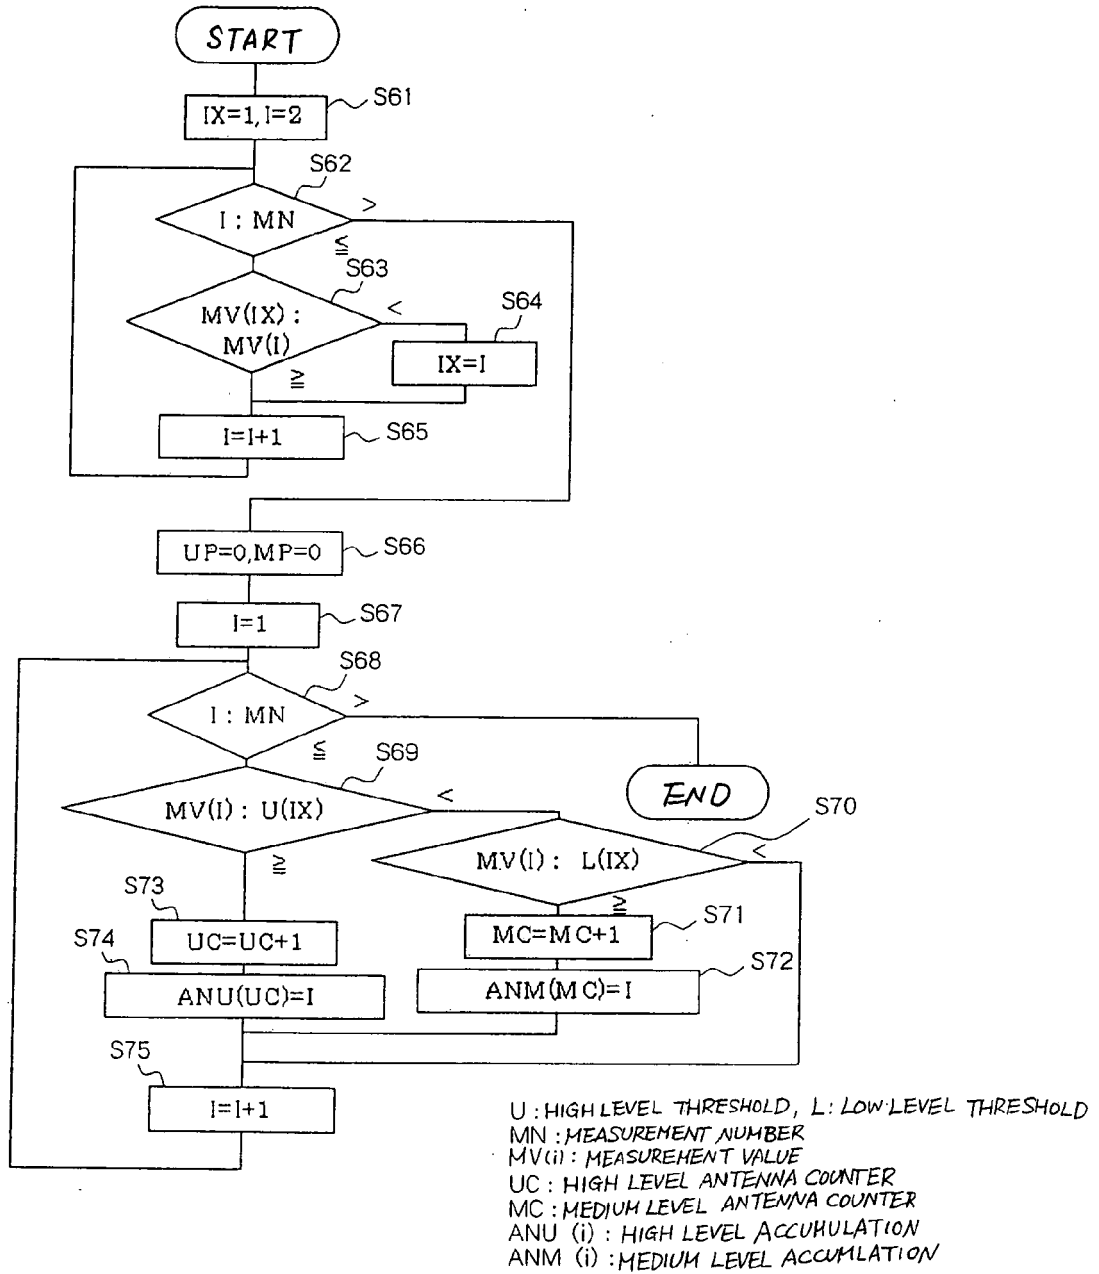 START
IX=1, I=2
S61
S62
I : MN
>
≦
S63
MV(IX) :
MV(I)
<
≧
S64
IX=I
I=I+1
S65
UP=0, MP=0
S66
I=1
S67
S68
I : MN
>
≦
END
S69
MV(I) : U(IX)
<
≧
S70
MV(I) : L(IX)
<
≧
S73
UC=UC+1
S71
MC=MC+1
S74
ANU(UC)=I
S72
ANM(MC)=I
S75
I=I+1
U : HIGH LEVEL THRESHOLD, L : LOW LEVEL THRESHOLD
MN : MEASUREMENT NUMBER
MV(i) : MEASUREMENT VALUE
UC : HIGH LEVEL ANTENNA COUNTER
MC : MEDIUM LEVEL ANTENNA COUNTER
ANU (i) : HIGH LEVEL ACCUMULATION
ANM (i) : MEDIUM LEVEL ACCUMLATION